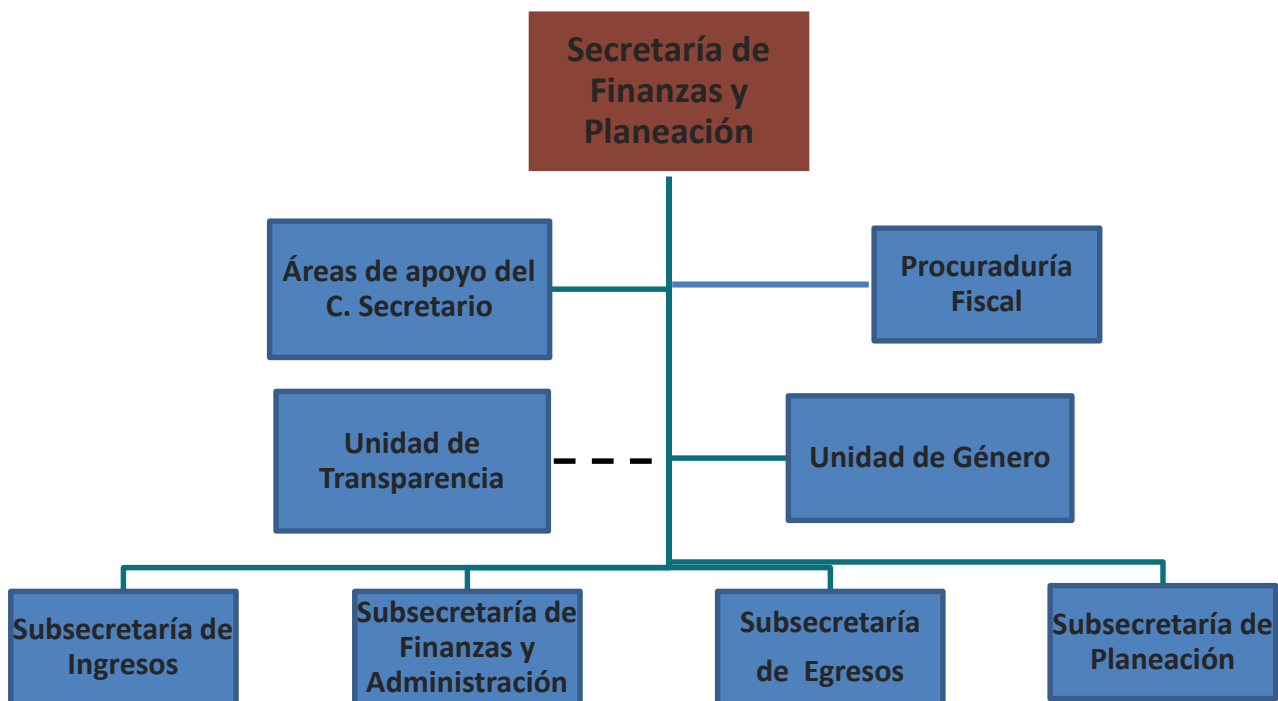 Secretaría de
Finanzas y
Planeación
Áreas de apoyo del
C. Secretario
Procuraduría
Fiscal
Unidad de
Transparencia
Unidad de Género
Subsecretaría de
Ingresos
Subsecretaría de
Finanzas y
Administración
Subsecretaría
de Egresos
Subsecretaría de
Planeación